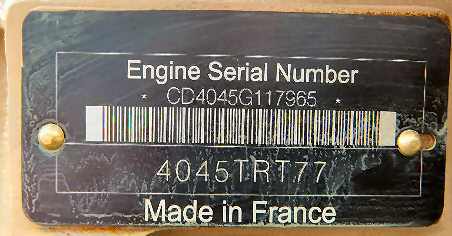 Engine Serial Number
* CD4045G117965 *
4045TRT77
Made in France